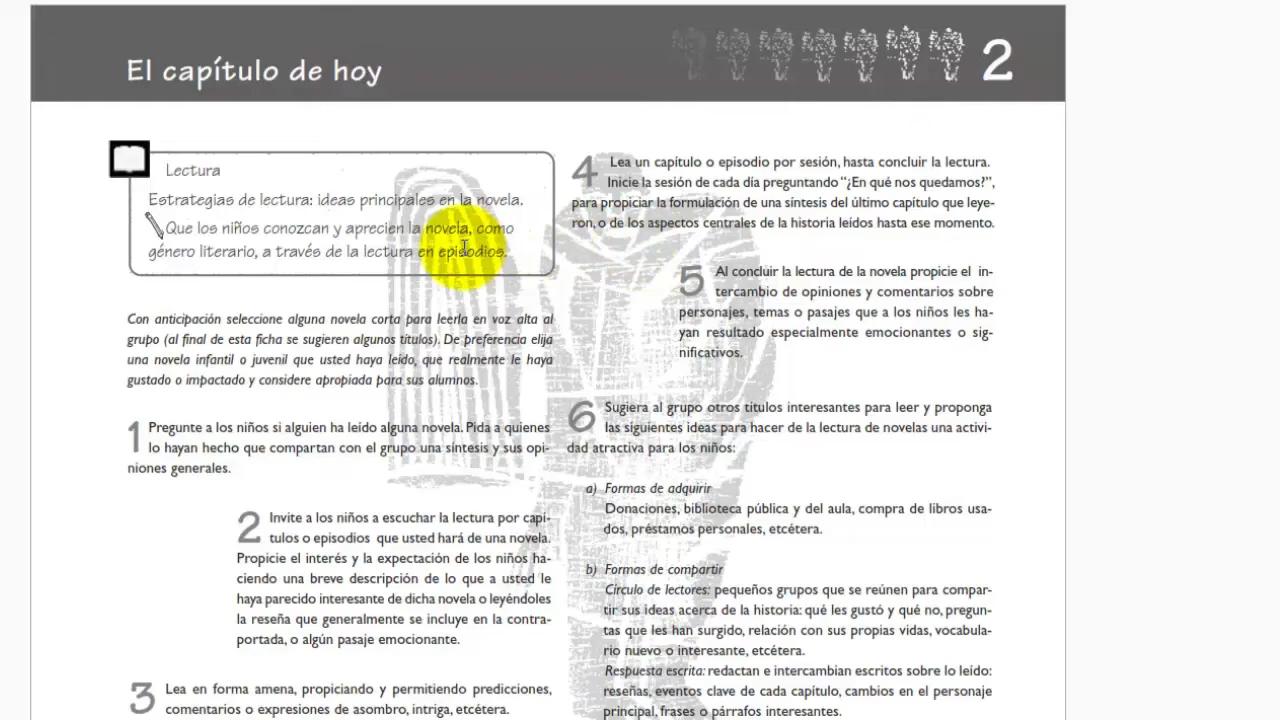 El capítulo de hoy
2
Lectura
Estrategias de lectura: ideas principales en la novela.
Que los niños conozcan y aprecien la novela, como
género literario, a través de la lectura en episodios.
Con anticipación seleccione alguna novela corta para leerla en voz alta al
grupo (al final de esta ficha se sugieren algunos títulos). De preferencia elija
una novela infantil o juvenil que usted haya leído, que realmente le haya
gustado o impactado y considere apropiada para sus alumnos.
1 Pregunte a los niños si alguien ha leído alguna novela. Pida a quienes
lo hayan hecho que compartan con el grupo una síntesis y sus opi-
niones generales.
2 Invite a los niños a escuchar la lectura por capí-
tulos o episodios que usted hará de una novela.
Propicie el interés y la expectación de los niños ha-
ciendo una breve descripción de lo que a usted le
haya parecido interesante de dicha novela o leyéndoles
la reseña que generalmente se incluye en la contra-
portada, o algún pasaje emocionante.
3 Lea en forma amena, propiciando y permitiendo predicciones,
comentarios o expresiones de asombro, intriga, etcétera.
4 Lea un capítulo o episodio por sesión, hasta concluir la lectura.
Inicie la sesión de cada día preguntando “¿En qué nos quedamos?”,
para propiciar la formulación de una síntesis del último capítulo que leye-
ron, o de los aspectos centrales de la historia leídos hasta ese momento.
5 Al concluir la lectura de la novela propicie el in-
tercambio de opiniones y comentarios sobre
personajes, temas o pasajes que a los niños les ha-
yan resultado especialmente emocionantes o sig-
nificativos.
6 Sugiera al grupo otros títulos interesantes para leer y proponga
las siguientes ideas para hacer de la lectura de novelas una activi-
dad atractiva para los niños:
a) Formas de adquirir
Donaciones, biblioteca pública y del aula, compra de libros usa-
dos, préstamos personales, etcétera.
b) Formas de compartir
Círculo de lectores: pequeños grupos que se reúnen para compar-
tir sus ideas acerca de la historia: qué les gustó y qué no, pregun-
tas que les han surgido, relación con sus propias vidas, vocabula-
rio nuevo o interesante, etcétera.
Respuesta escrita: redactan e intercambian escritos sobre lo leído:
reseñas, eventos clave de cada capítulo, cambios en el personaje
principal, frases o párrafos interesantes.